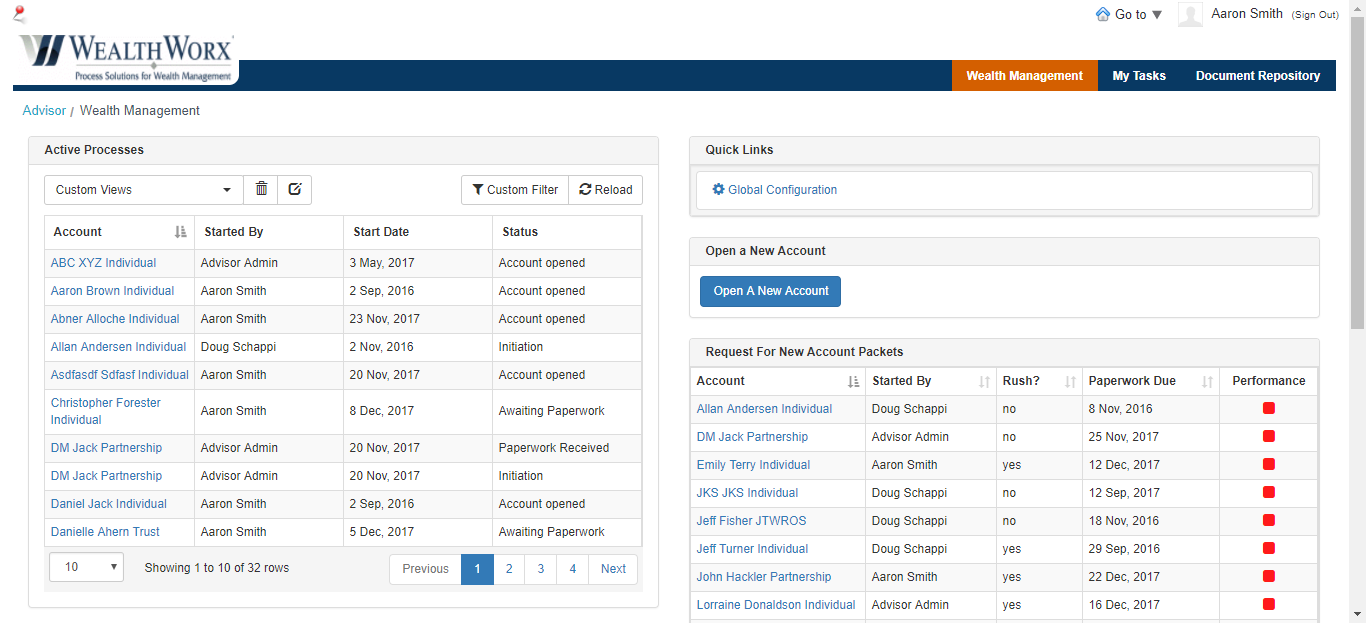 Go to ▼ Aaron Smith (Sign Out)
WEALTHWORX
Process Solutions for Wealth Management
Wealth Management My Tasks Document Repository
Advisor / Wealth Management
Active Processes
Custom Views
Custom Filter Reload
Account Started By Start Date Status
ABC XYZ Individual Advisor Admin 3 May, 2017 Account opened
Aaron Brown Individual Aaron Smith 2 Sep, 2016 Account opened
Abner Alloche Individual Aaron Smith 23 Nov, 2017 Account opened
Allan Andersen Individual Doug Schappi 2 Nov, 2016 Initiation
Asdfasdf Sdfasf Individual Aaron Smith 20 Nov, 2017 Account opened
Christopher Forester
Individual Aaron Smith 8 Dec, 2017 Awaiting Paperwork
DM Jack Partnership Advisor Admin 20 Nov, 2017 Paperwork Received
DM Jack Partnership Advisor Admin 20 Nov, 2017 Initiation
Daniel Jack Individual Aaron Smith 2 Sep, 2016 Account opened
Danielle Ahern Trust Aaron Smith 5 Dec, 2017 Awaiting Paperwork
10 Showing 1 to 10 of 32 rows Previous 1 2 3 4 Next
Quick Links
Global Configuration
Open a New Account
Open A New Account
Request For New Account Packets
Account Started By Rush? Paperwork Due Performance
Allan Andersen Individual Doug Schappi no 8 Nov, 2016
DM Jack Partnership Advisor Admin no 25 Nov, 2017
Emily Terry Individual Aaron Smith yes 12 Dec, 2017
JKS JKS Individual Doug Schappi no 12 Sep, 2017
Jeff Fisher JTWROS Doug Schappi no 18 Nov, 2016
Jeff Turner Individual Doug Schappi yes 29 Sep, 2016
John Hackler Partnership Aaron Smith yes 22 Dec, 2017
Lorraine Donaldson Individual Advisor Admin yes 16 Dec, 2017